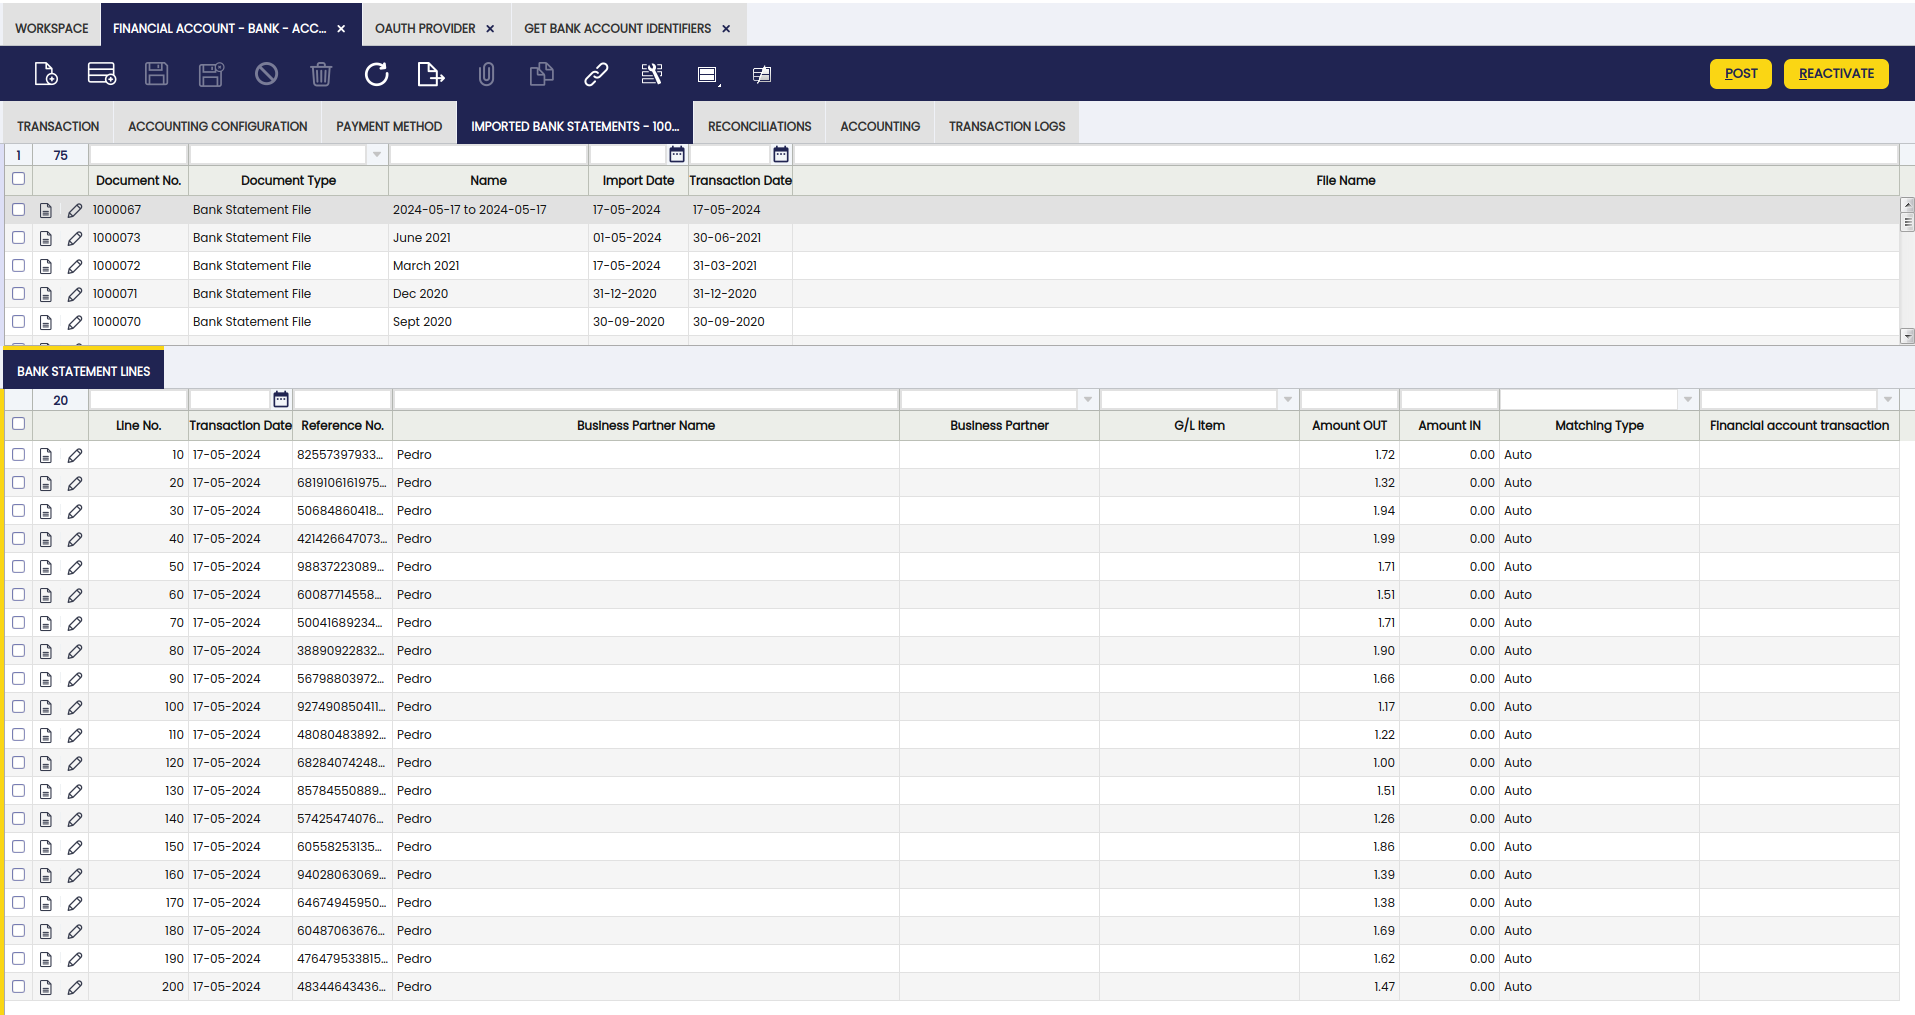 WORKSPACE FINANCIAL ACCOUNT - BANK - ACC... × OAUTH PROVIDER × GET BANK ACCOUNT IDENTIFIERS ×
POST REACTIVATE
TRANSACTION ACCOUNTING CONFIGURATION PAYMENT METHOD IMPORTED BANK STATEMENTS - 100... RECONCILIATIONS ACCOUNTING TRANSACTION LOGS
1 75
Document No. Document Type Name Import Date Transaction Date File Name
1000067 Bank Statement File 2024-05-17 to 2024-05-17 17-05-2024 17-05-2024
1000073 Bank Statement File June 2021 01-05-2024 30-06-2021
1000072 Bank Statement File March 2021 17-05-2024 31-03-2021
1000071 Bank Statement File Dec 2020 31-12-2020 31-12-2020
1000070 Bank Statement File Sept 2020 30-09-2020 30-09-2020
BANK STATEMENT LINES
20
Line No. Transaction Date Reference No. Business Partner Name Business Partner G/L Item Amount OUT Amount IN Matching Type Financial account transaction
10 17-05-2024 82557397933... Pedro 1.72 0.00 Auto
20 17-05-2024 6819106161975... Pedro 1.32 0.00 Auto
30 17-05-2024 50684860418... Pedro 1.94 0.00 Auto
40 17-05-2024 421426647073... Pedro 1.99 0.00 Auto
50 17-05-2024 98837223089... Pedro 1.71 0.00 Auto
60 17-05-2024 60087714558... Pedro 1.51 0.00 Auto
70 17-05-2024 50041689234... Pedro 1.71 0.00 Auto
80 17-05-2024 38890922832... Pedro 1.90 0.00 Auto
90 17-05-2024 56798803972... Pedro 1.66 0.00 Auto
100 17-05-2024 927490850411... Pedro 1.17 0.00 Auto
110 17-05-2024 48080483892... Pedro 1.22 0.00 Auto
120 17-05-2024 68284074248... Pedro 1.00 0.00 Auto
130 17-05-2024 85784550889... Pedro 1.51 0.00 Auto
140 17-05-2024 57425474076... Pedro 1.26 0.00 Auto
150 17-05-2024 60558253135... Pedro 1.86 0.00 Auto
160 17-05-2024 94028063069... Pedro 1.39 0.00 Auto
170 17-05-2024 64674945950... Pedro 1.38 0.00 Auto
180 17-05-2024 60487063676... Pedro 1.69 0.00 Auto
190 17-05-2024 476479533815... Pedro 1.62 0.00 Auto
200 17-05-2024 48344643436... Pedro 1.47 0.00 Auto